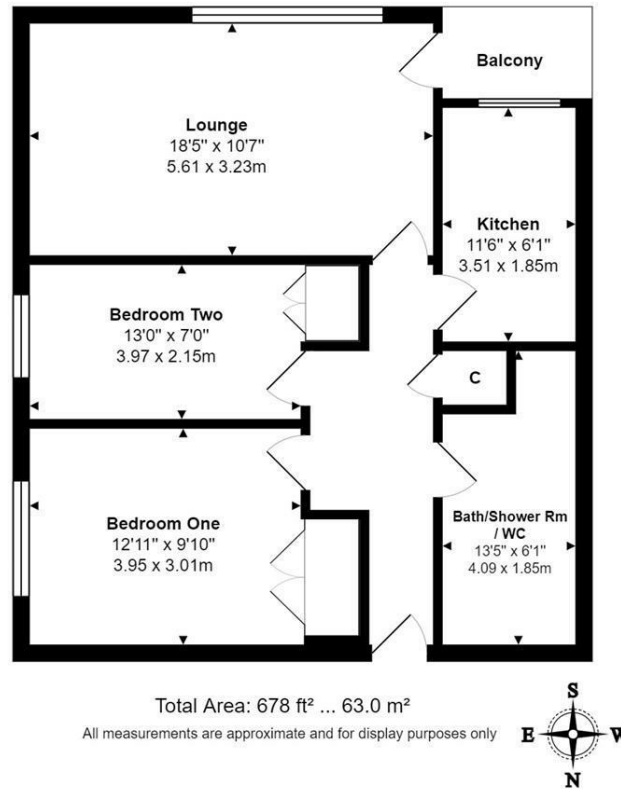 Balcony
Lounge
18'5" x 10'7"
5.61 x 3.23m
Kitchen
11'6" x 6'1"
3.51 x 1.85m
Bedroom Two
13'0" x 7'0"
3.97 x 2.15m
C
Bedroom One
12'11" x 9'10"
3.95 x 3.01m
Bath/Shower Rm
/ WC
13'5" x 6'1"
4.09 x 1.85m
Total Area: 678 ft² ... 63.0 m²
All measurements are approximate and for display purposes only
S
E W
N